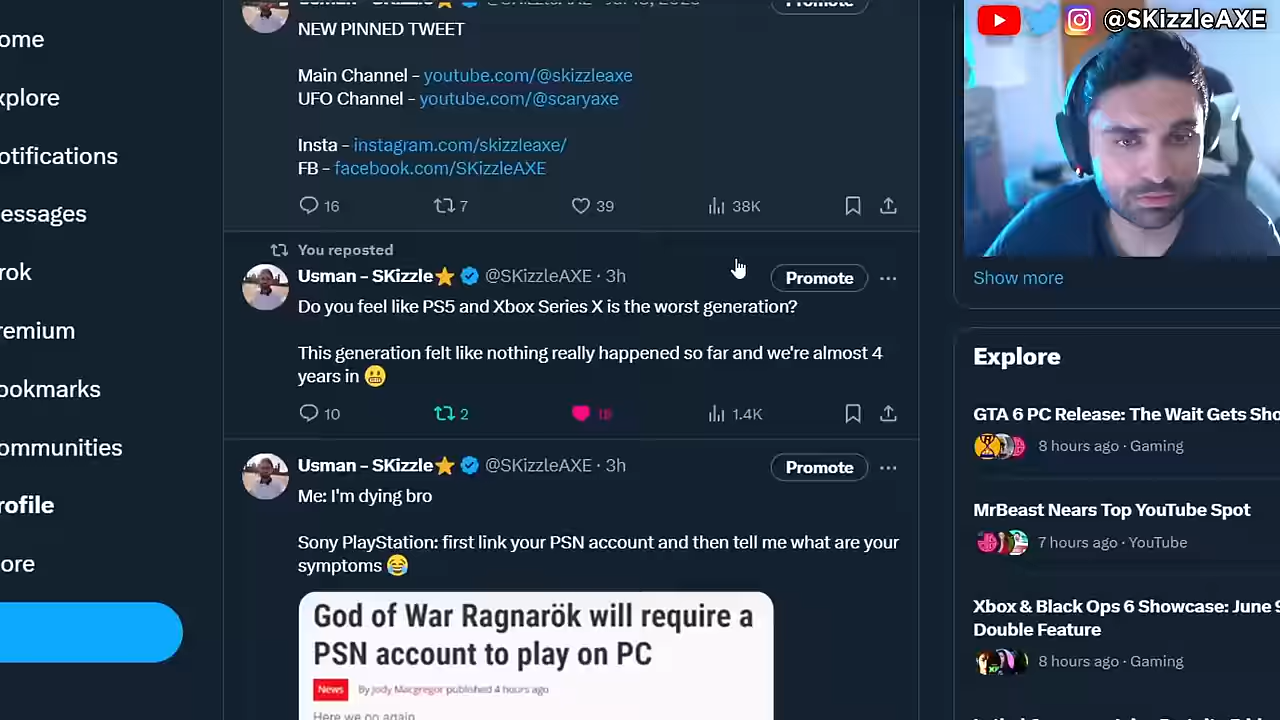 NEW PINNED TWEET
Main Channel - youtube.com/@skizzleaxe
UFO Channel - youtube.com/@scaryaxe
Insta - instagram.com/skizzleaxe/
FB - facebook.com/SKizzleAXE
16
7
39
38K
You reposted
Usman - SKizzle⭐ @SKizzleAXE · 3h
Promote
Do you feel like PS5 and Xbox Series X is the worst generation?
This generation felt like nothing really happened so far and we're almost 4
years in 😬
10
2
1.4K
Usman - SKizzle⭐ @SKizzleAXE · 3h
Promote
Me: I'm dying bro
Sony PlayStation: first link your PSN account and then tell me what are your
symptoms 😂
God of War Ragnarök will require a
PSN account to play on PC
News
By Jody Macgregor published 4 hours ago
Here we go again
ome
xplore
otifications
essages
rok
remium
ookmarks
ommunities
rofile
ore
@SKizzleAXE
Show more
Explore
GTA 6 PC Release: The Wait Gets Sho
8 hours ago · Gaming
MrBeast Nears Top YouTube Spot
7 hours ago · YouTube
Xbox & Black Ops 6 Showcase: June 9
Double Feature
8 hours ago · Gaming